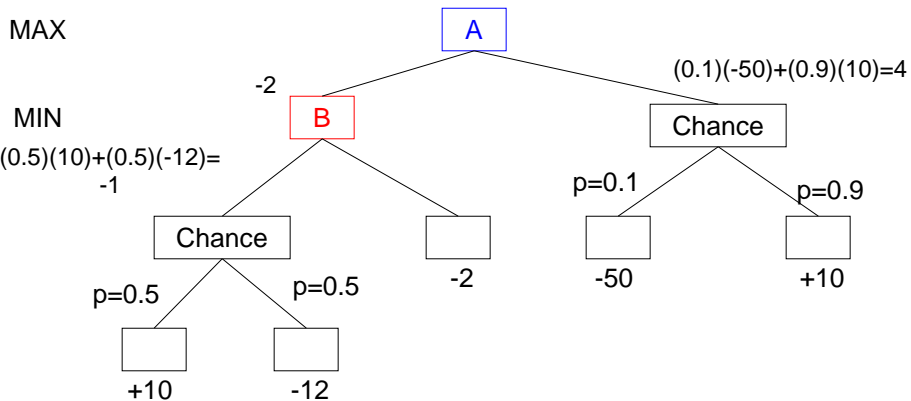 MAX
A
(0.1)(-50)+(0.9)(10)=4
-2
MIN
B
Chance
(0.5)(10)+(0.5)(-12)=
-1
p=0.1
p=0.9
Chance
-2
-50
+10
p=0.5
p=0.5
+10
-12